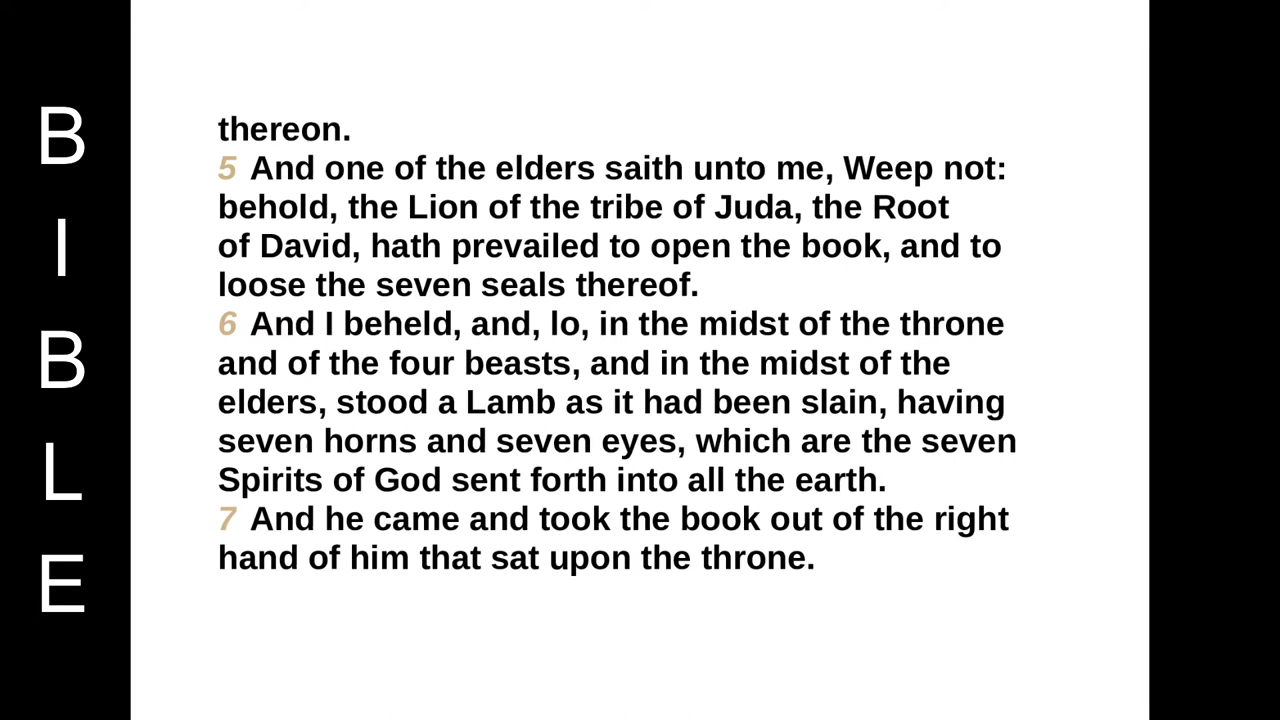 BIBLE
thereon.
5 And one of the elders saith unto me, Weep not:
behold, the Lion of the tribe of Juda, the Root
of David, hath prevailed to open the book, and to
loose the seven seals thereof.
6 And I beheld, and, lo, in the midst of the throne
and of the four beasts, and in the midst of the
elders, stood a Lamb as it had been slain, having
seven horns and seven eyes, which are the seven
Spirits of God sent forth into all the earth.
7 And he came and took the book out of the right
hand of him that sat upon the throne.